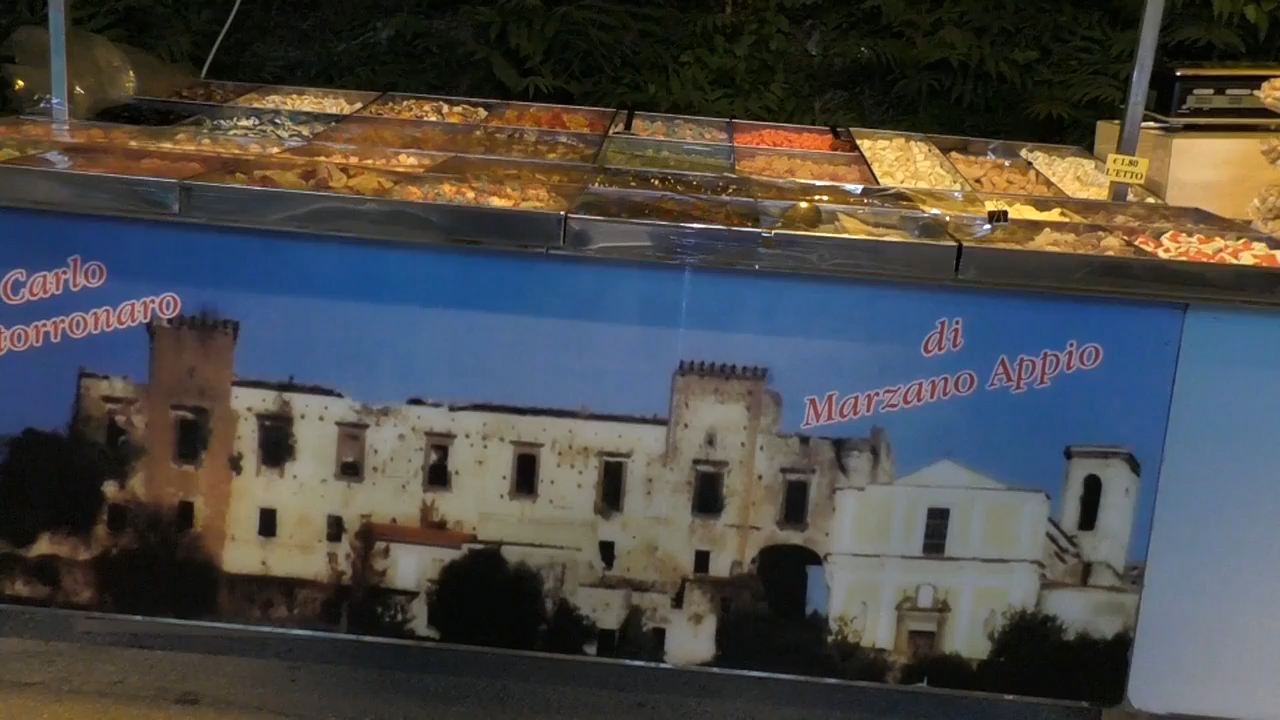 € 1.80
L'ETTO
Carlo
torronaro
di
Marzano Appio